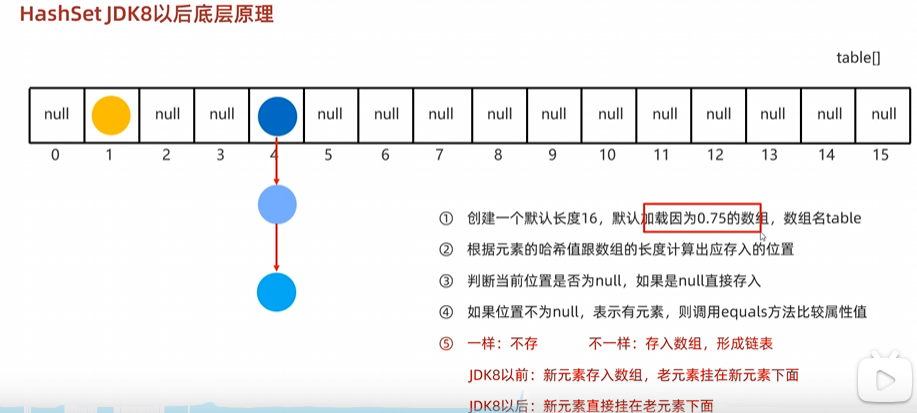 HashSet JDK8以后底层原理
table[]
null null null null null null null null null null null null null null
0 1 2 3 4 5 6 7 8 9 10 11 12 13 14 15
① 创建一个默认长度16，默认加载因为0.75的数组，数组名table
② 根据元素的哈希值跟数组的长度计算出应存入的位置
③ 判断当前位置是否为null，如果是null直接存入
④ 如果位置不为null，表示有元素，则调用equals方法比较属性值
⑤ 一样：不存 不一样：存入数组，形成链表
JDK8以前：新元素存入数组，老元素挂在新元素下面
JDK8以后：新元素直接挂在老元素下面